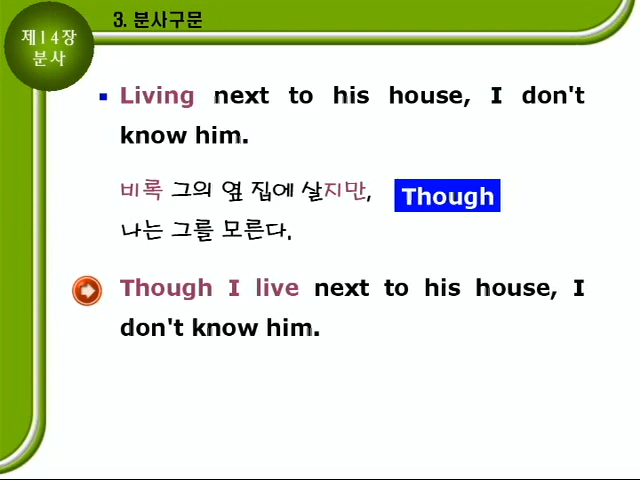 제14장
분사
3. 분사구문
Living next to his house, I don't
know him.
비록 그의 옆 집에 살지만,
Though
나는 그를 모른다.
Though I live next to his house, I
don't know him.